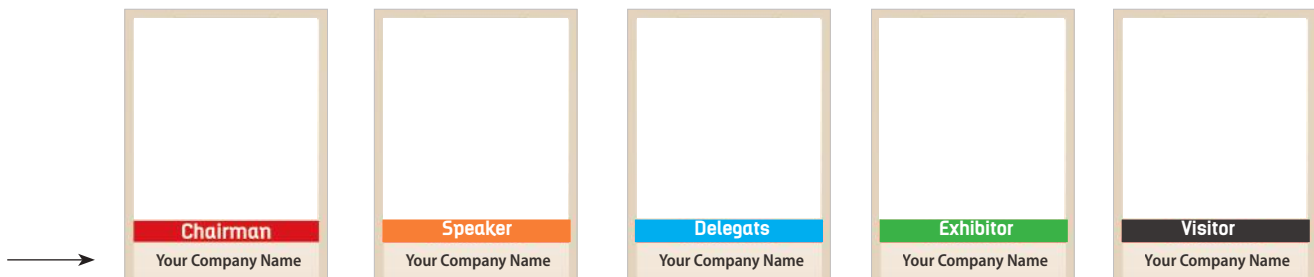 Chairman
Speaker
Delegats
Exhibitor
Visitor
Your Company Name
Your Company Name
Your Company Name
Your Company Name
Your Company Name